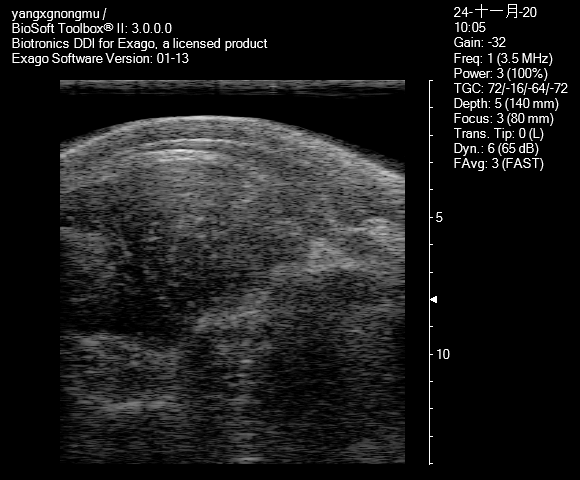 yangxgnongmu /
BioSoft Toolbox® II: 3.0.0.0
Biotronics DDI for Exago, a licensed product
Exago Software Version: 01-13
24-十一月-20
10:05
Gain: -32
Freq: 1 (3.5 MHz)
Power: 3 (100%)
TGC: 72/-16/-64/-72
Depth: 5 (140 mm)
Focus: 3 (80 mm)
Trans. Tip: 0 (L)
Dyn.: 6 (65 dB)
FAvg: 3 (FAST)
5
10